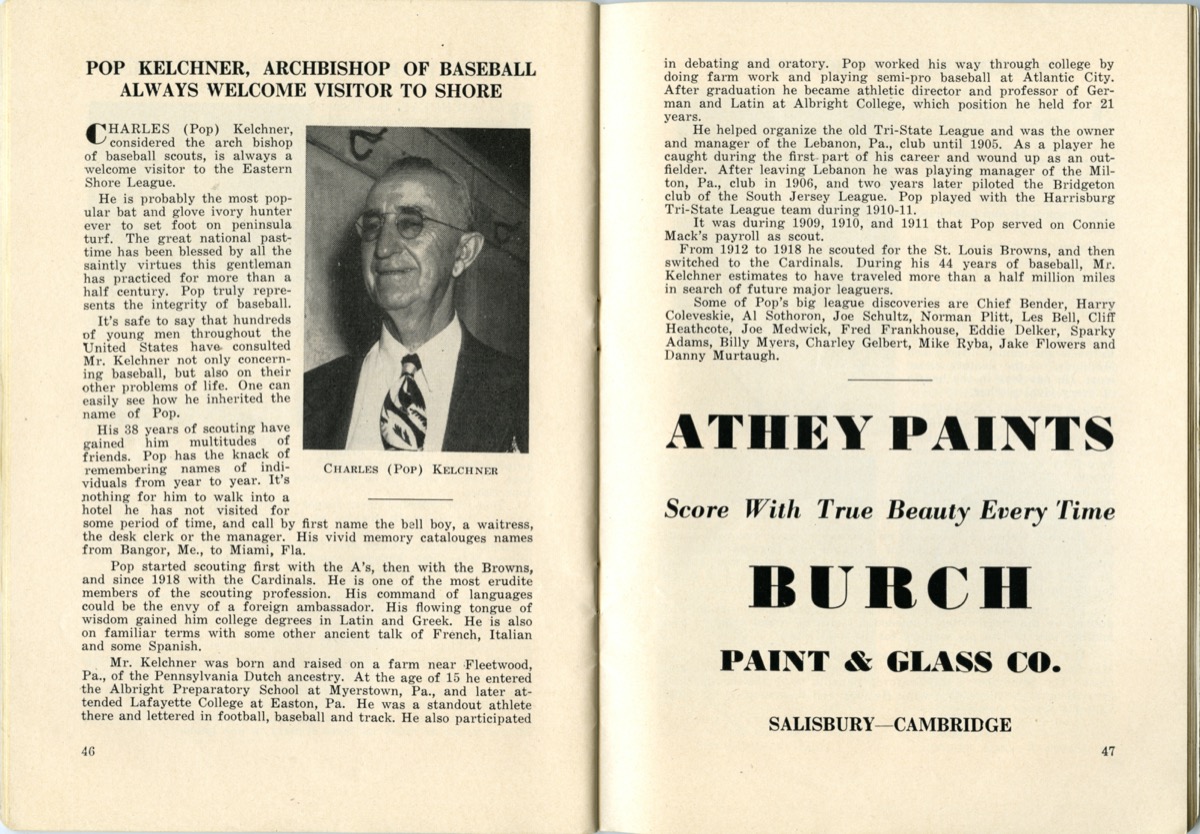 POP KELCHNER, ARCHBISHOP OF BASEBALL
ALWAYS WELCOME VISITOR TO SHORE
CHARLES (Pop) Kelchner,
considered the arch bishop
of baseball scouts, is always a
welcome visitor to the Eastern
Shore League.
He is probably the most pop-
ular bat and glove ivory hunter
ever to set foot on peninsula
turf. The great national past-
time has been blessed by all the
saintly virtues this gentleman
has practiced for more than a
half century. Pop truly repre-
sents the integrity of baseball.
It's safe to say that hundreds
of young men throughout the
United States have consulted
Mr. Kelchner not only concern-
ing baseball, but also on their
other problems of life. One can
easily see how he inherited the
name of Pop.
His 38 years of scouting have
gained him multitudes of
friends. Pop has the knack of
remembering names of indi-
viduals from year to year. It's
nothing for him to walk into a
hotel he has not visited for
some period of time, and call by first name the bell boy, a waitress,
the desk clerk or the manager. His vivid memory catalouges names
from Bangor, Me., to Miami, Fla.
Pop started scouting first with the A's, then with the Browns,
and since 1918 with the Cardinals. He is one of the most erudite
members of the scouting profession. His command of languages
could be the envy of a foreign ambassador. His flowing tongue of
wisdom gained him college degrees in Latin and Greek. He is also
on familiar terms with some other ancient talk of French, Italian
and some Spanish.
Mr. Kelchner was born and raised on a farm near Fleetwood,
Pa., of the Pennsylvania Dutch ancestry. At the age of 15 he entered
the Albright Preparatory School at Myerstown, Pa., and later at-
tended Lafayette College at Easton, Pa. He was a standout athlete
there and lettered in football, baseball and track. He also participated
CHARLES (POP) KELCHNER
46
in debating and oratory. Pop worked his way through college by
doing farm work and playing semi-pro baseball at Atlantic City.
After graduation he became athletic director and professor of Ger-
man and Latin at Albright College, which position he held for 21
years.
He helped organize the old Tri-State League and was the owner
and manager of the Lebanon, Pa., club until 1905. As a player he
caught during the first part of his career and wound up as an out-
fielder. After leaving Lebanon he was playing manager of the Mil-
ton, Pa., club in 1906, and two years later piloted the Bridgeton
club of the South Jersey League. Pop played with the Harrisburg
Tri-State League team during 1910-11.
It was during 1909, 1910, and 1911 that Pop served on Connie
Mack's payroll as scout.
From 1912 to 1918 he scouted for the St. Louis Browns, and then
switched to the Cardinals. During his 44 years of baseball, Mr.
Kelchner estimates to have traveled more than a half million miles
in search of future major leaguers.
Some of Pop's big league discoveries are Chief Bender, Harry
Coleveskie, Al Sothoron, Joe Schultz, Norman Plitt, Les Bell, Cliff
Heathcote, Joe Medwick, Fred Frankhouse, Eddie Delker, Sparky
Adams, Billy Myers, Charley Gelbert, Mike Ryba, Jake Flowers and
Danny Murtaugh.
ATHEY PAINTS
Score With True Beauty Every Time
BURCH
PAINT & GLASS CO.
SALISBURY—CAMBRIDGE
47